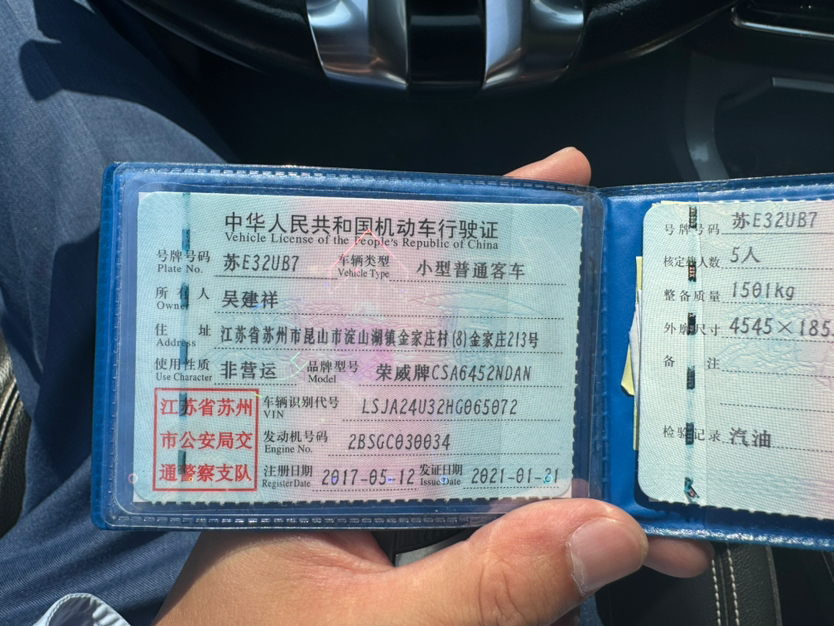 中华人民共和国机动车行驶证
Vehicle License of the People's Republic of China
号牌号码 苏E32UB7 车辆类型 小型普通客车
Plate No. Vehicle Type
所有人 吴建祥
Owner
住址 江苏省苏州市昆山市淀山湖镇金家庄村(8)金家庄213号
Address
使用性质 非营运 品牌型号 荣威牌CSA6452NDAN
Use Character Model
江苏省苏州
市公安局交
通警察支队
车辆识别代号 LSJA24U32HG065072
VIN
发动机号码 2BSGC030034
Engine No.
注册日期 2017-05-12 发证日期 2021-01-21
Register Date Issue Date
号牌号码 苏E32UB7
核定载人数 5人
整备质量 1501kg
外廓尺寸 4545×185
备注
检验记录 汽油